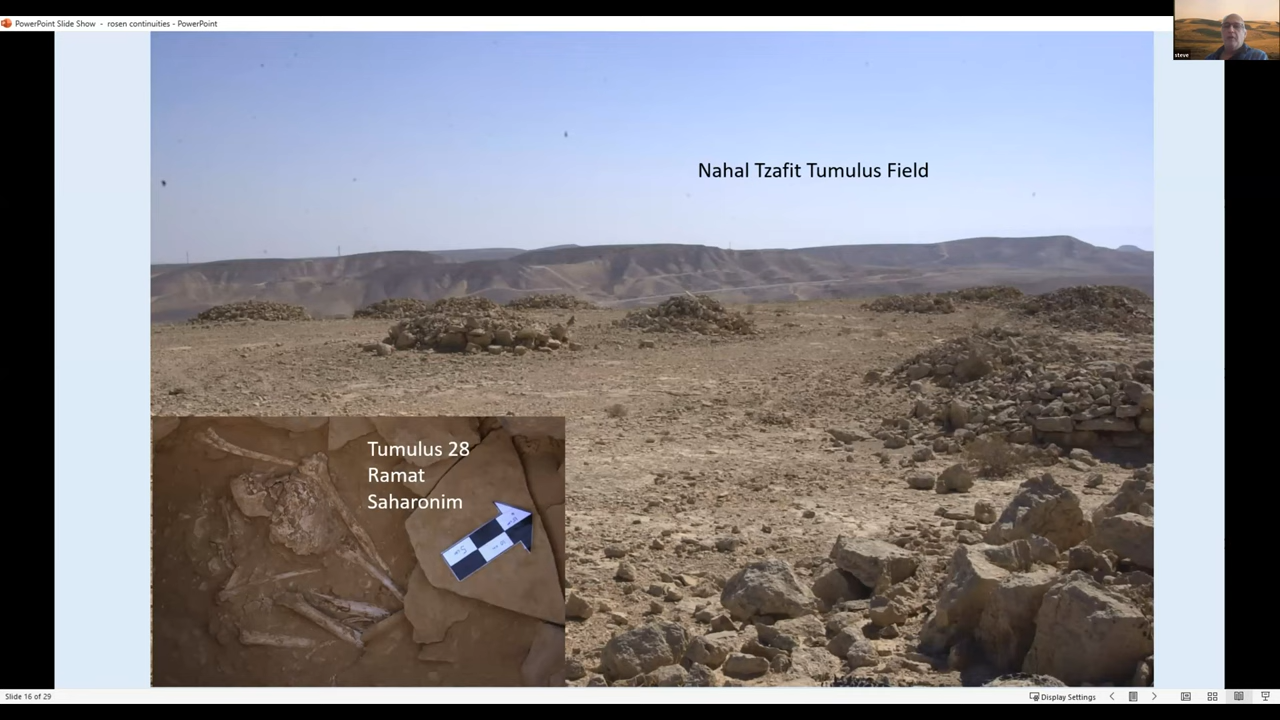 PowerPoint Slide Show - rosen continuities - PowerPoint
steve
Nahal Tzafit Tumulus Field
Tumulus 28
Ramat
Saharonim
Slide 16 of 29
Display Settings